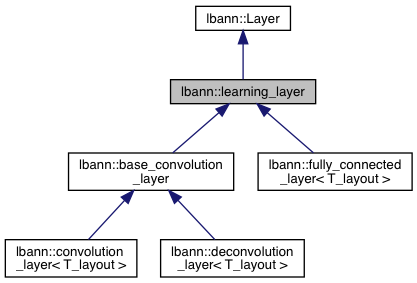 lbann::Layer
lbann::learning_layer
lbann::base_convolution
_layer
lbann::fully_connected
_layer< T_layout >
lbann::convolution
_layer< T_layout >
lbann::deconvolution
_layer< T_layout >